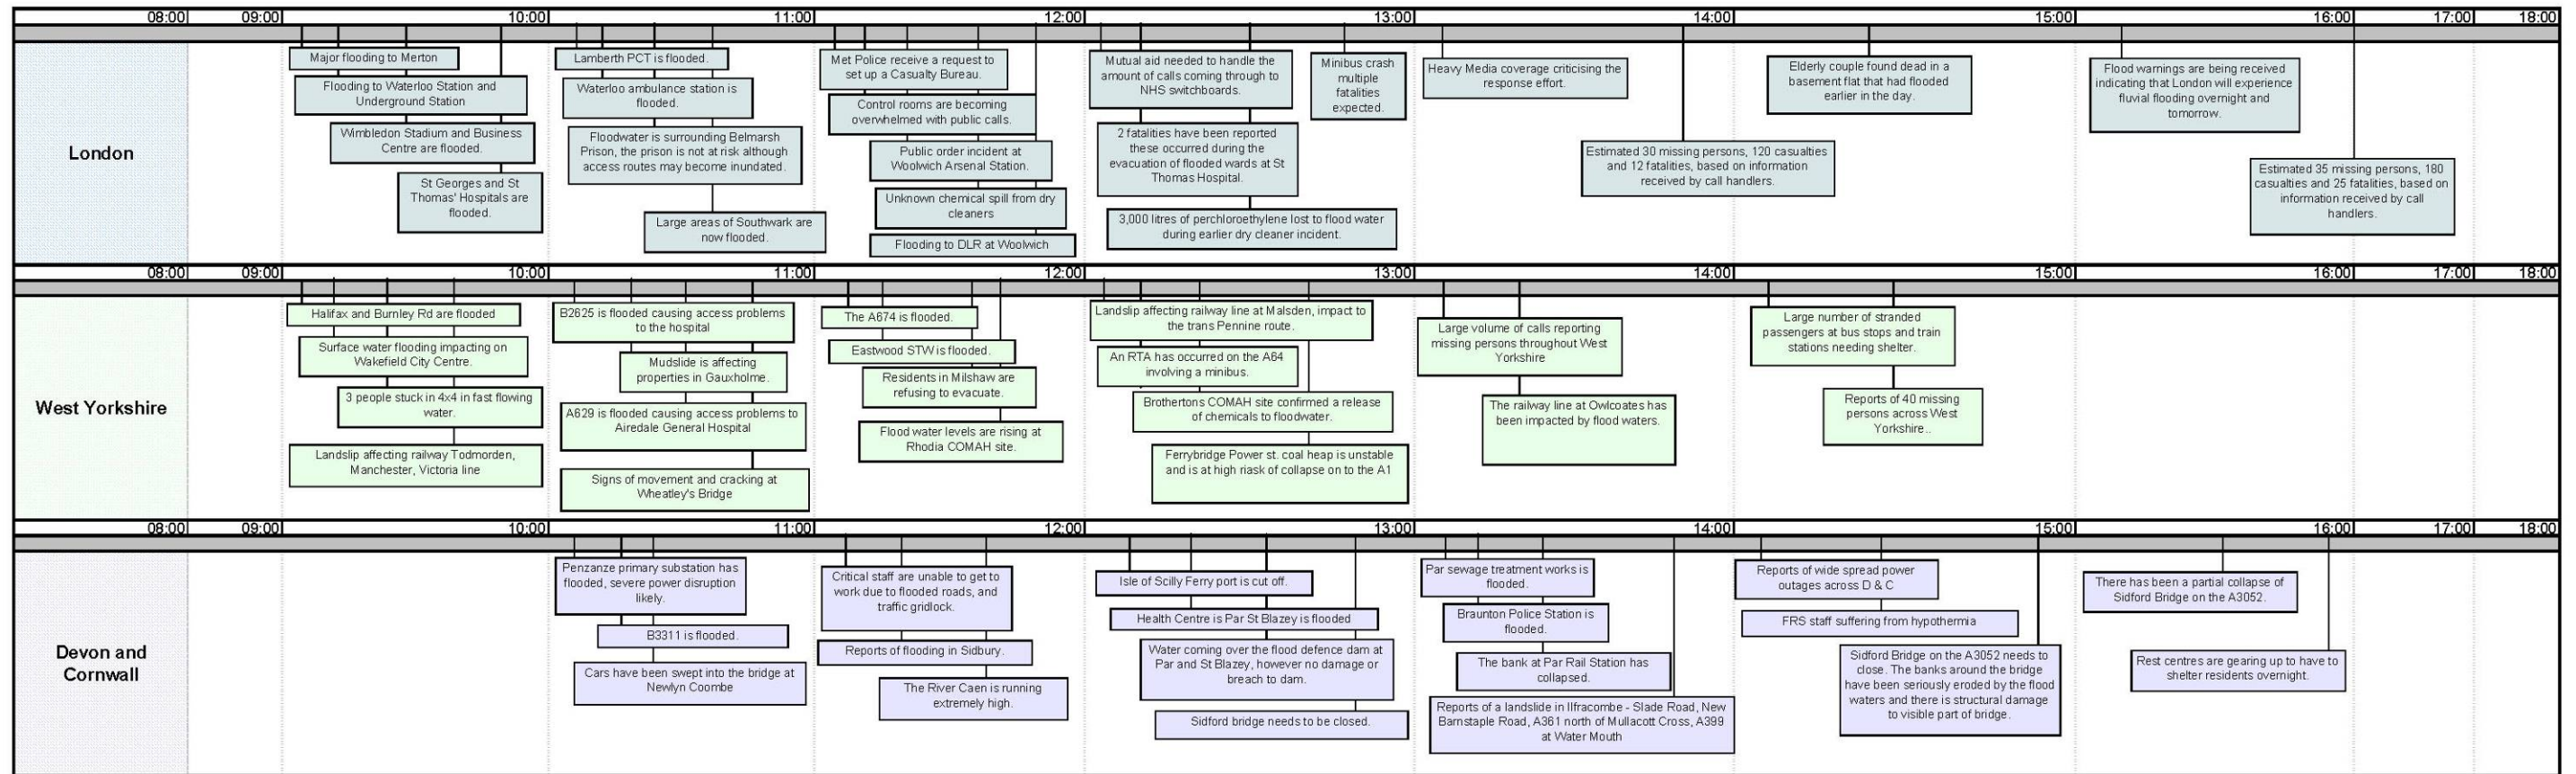 08:00 09:00 10:00 11:00 12:00 13:00 14:00 15:00 16:00 17:00 18:00
London
Major flooding to Merton
Flooding to Waterloo Station and
Underground Station
Wimbledon Stadium and Business
Centre are flooded.
St Georges and St
Thomas' Hospitals are
flooded.
Lamberth PCT is flooded.
Waterloo ambulance station is
flooded.
Floodwater is surrounding Belmarsh
Prison, the prison is not at risk although
access routes may become inundated.
Large areas of Southwark are
now flooded.
Met Police receive a request to
set up a Casualty Bureau.
Control rooms are becoming
overwhelmed with public calls.
Public order incident at
Woolwich Arsenal Station.
Unknown chemical spill from dry
cleaners
Flooding to DLR at Woolwich
Mutual aid needed to handle the
amount of calls coming through to
NHS switchboards.
2 fatalities have been reported
these occurred during the
evacuation of flooded wards at St
Thomas Hospital.
3,000 litres of perchloroethylene lost to flood water
during earlier dry cleaner incident.
Minibus crash
multiple
fatalities
expected.
Heavy Media coverage criticising the
response effort.
Estimated 30 missing persons, 120 casualties
and 12 fatalities, based on information
received by call handlers.
Elderly couple found dead in a
basement flat that had flooded
earlier in the day.
Flood warnings are being received
indicating that London will experience
fluvial flooding overnight and
tomorrow.
Estimated 35 missing persons, 180
casualties and 25 fatalities, based on
information received by call
handlers.
08:00 09:00 10:00 11:00 12:00 13:00 14:00 15:00 16:00 17:00 18:00
West Yorkshire
Halifax and Burnley Rd are flooded
Surface water flooding impacting on
Wakefield City Centre.
3 people stuck in 4x4 in fast flowing
water.
Landslip affecting railway Todmorden,
Manchester, Victoria line
B2625 is flooded causing access problems
to the hospital
Mudslide is affecting
properties in Gauxholme.
A629 is flooded causing access problems to
Airedale General Hospital
Signs of movement and cracking at
Wheatley's Bridge
The A674 is flooded.
Eastwood STW is flooded.
Residents in Milshaw are
refusing to evacuate.
Flood water levels are rising at
Rhodia COMAH site.
Landslip affecting railway line at Malsden, impact to
the trans Pennine route.
An RTA has occurred on the A64
involving a minibus.
Brothertons COMAH site confirmed a release
of chemicals to floodwater.
Ferrybridge Power st. coal heap is unstable
and is at high riask of collapse on to the A1
Large volume of calls reporting
missing persons throughout West
Yorkshire
The railway line at Owlcoates has
been impacted by flood waters.
Large number of stranded
passengers at bus stops and train
stations needing shelter.
Reports of 40 missing
persons across West
Yorkshire..
08:00 09:00 10:00 11:00 12:00 13:00 14:00 15:00 16:00 17:00 18:00
Devon and
Cornwall
Penzanze primary substation has
flooded, severe power disruption
likely.
B3311 is flooded.
Cars have been swept into the bridge at
Newlyn Coombe
Critical staff are unable to get to
work due to flooded roads, and
traffic gridlock.
Reports of flooding in Sidbury.
The River Caen is running
extremely high.
Isle of Scilly Ferry port is cut off.
Health Centre is Par St Blazey is flooded
Water coming over the flood defence dam at
Par and St Blazey, however no damage or
breach to dam.
Sidford bridge needs to be closed.
Par sewage treatment works is
flooded.
Braunton Police Station is
flooded.
The bank at Par Rail Station has
collapsed.
Reports of a landslide in Ilfracombe - Slade Road, New
Barnstaple Road, A361 north of Mullacott Cross, A399
at Water Mouth
Reports of wide spread power
outages across D & C
FRS staff suffering from hypothermia
Sidford Bridge on the A3052 needs to
close. The banks around the bridge
have been seriously eroded by the flood
waters and there is structural damage
to visible part of bridge.
There has been a partial collapse of
Sidford Bridge on the A3052.
Rest centres are gearing up to have to
shelter residents overnight.